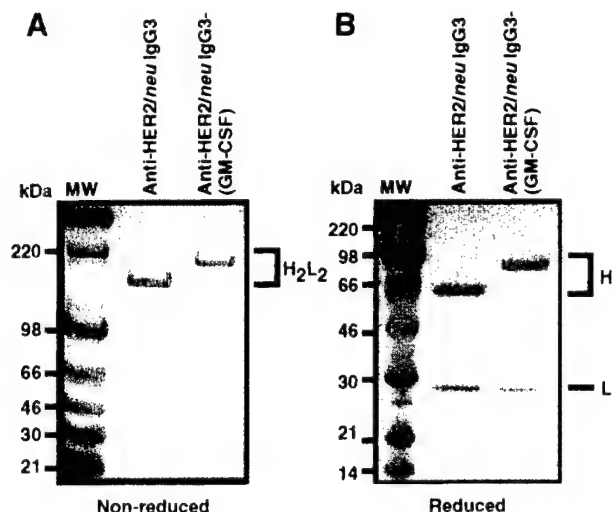 A
Anti-HER2/neu IgG3
Anti-HER2/neu IgG3-
(GM-CSF)
kDa MW
220
98
66
46
30
21
H2L2
Non-reduced
B
Anti-HER2/neu IgG3
Anti-HER2/neu IgG3-
(GM-CSF)
kDa MW
220
98
66
46
30
21
14
H
L
Reduced